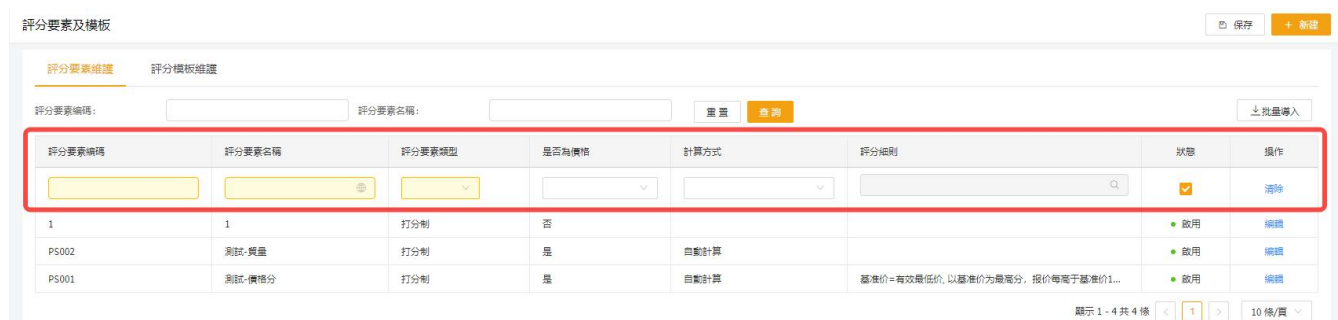 評分要素及模板
保存
+ 新建
評分要素維護 評分模板維護
評分要素編碼: 評分要素名稱: 重置 查詢 批量導入
評分要素編碼 評分要素名稱 評分要素類型 是否為價格 計算方式 評分細則 狀態 操作
清除
1 1 打分制 否 啟用 編輯
PS002 測試-質量 打分制 是 自動計算 啟用 編輯
PS001 測試-價格分 打分制 是 自動計算 基准价=有效最低价, 以基准价为最高分, 报价每高于基准价1... 啟用 編輯
顯示 1 - 4 共 4 條 < 1 > 10 條/頁